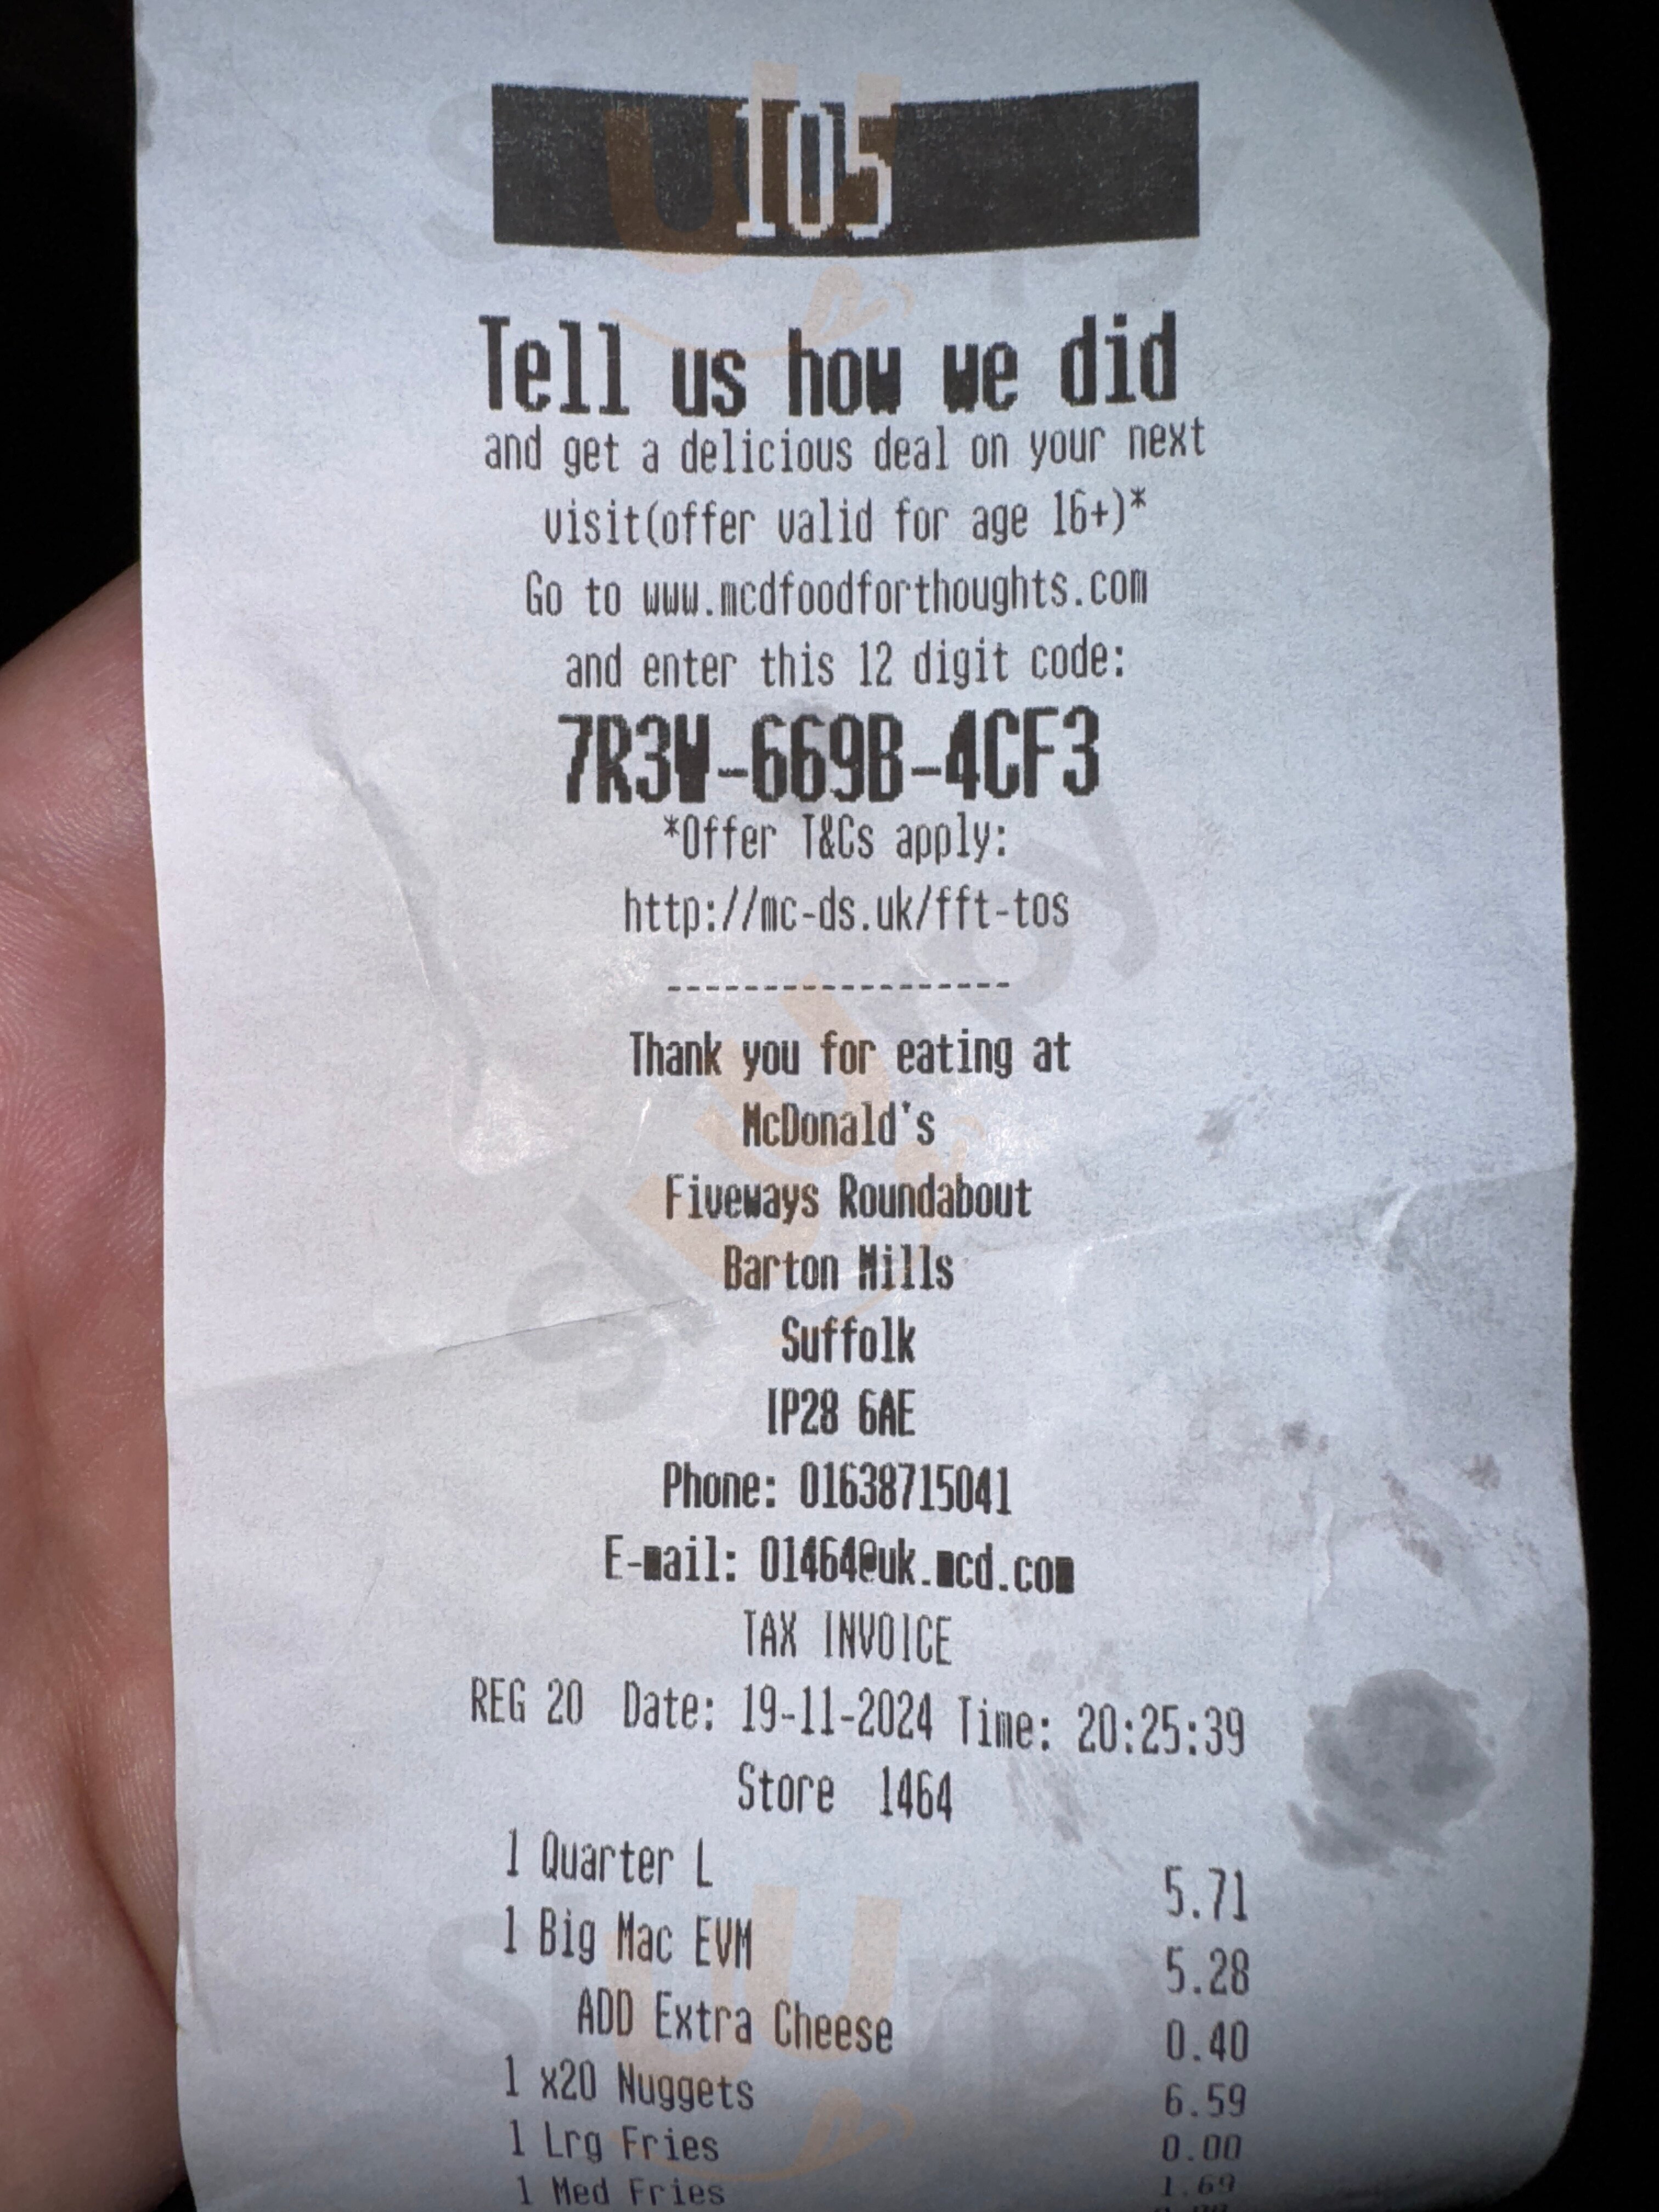 105
Tell us how we did
and get a delicious deal on your next
visit(offer valid for age 16+)*
Go to www.mcdfoodforthoughts.com
and enter this 12 digit code:
7R3W-669B-4CF3
*Offer T&Cs apply:
http://mc-ds.uk/fft-tos
------------------
Thank you for eating at
McDonald's
Fiveways Roundabout
Barton Mills
Suffolk
IP28 6AE
Phone: 01638715041
E-mail: 01464@uk.mcd.com
TAX INVOICE
REG 20 Date: 19-11-2024 Time: 20:25:39
Store 1464
1 Quarter L 5.71
1 Big Mac EVM 5.28
ADD Extra Cheese 0.40
1 x20 Nuggets 6.59
1 Lrg Fries 0.00
1 Med Fries 1.69
slurpy
slurpy
slurpy